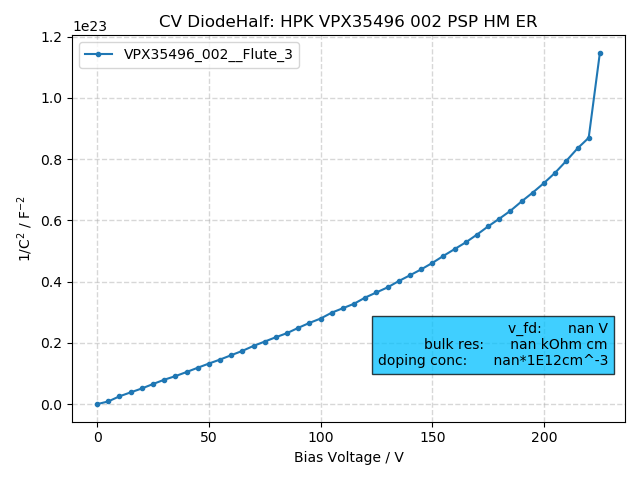 CV DiodeHalf: HPK VPX35496 002 PSP HM ER
1e23
1.2
1.0
0.8
0.6
0.4
0.2
0.0
1/C² / F⁻²
VPX35496_002__Flute_3
v_fd: nan V
bulk res: nan kOhm cm
doping conc: nan*1E12cm^-3
0 50 100 150 200
Bias Voltage / V